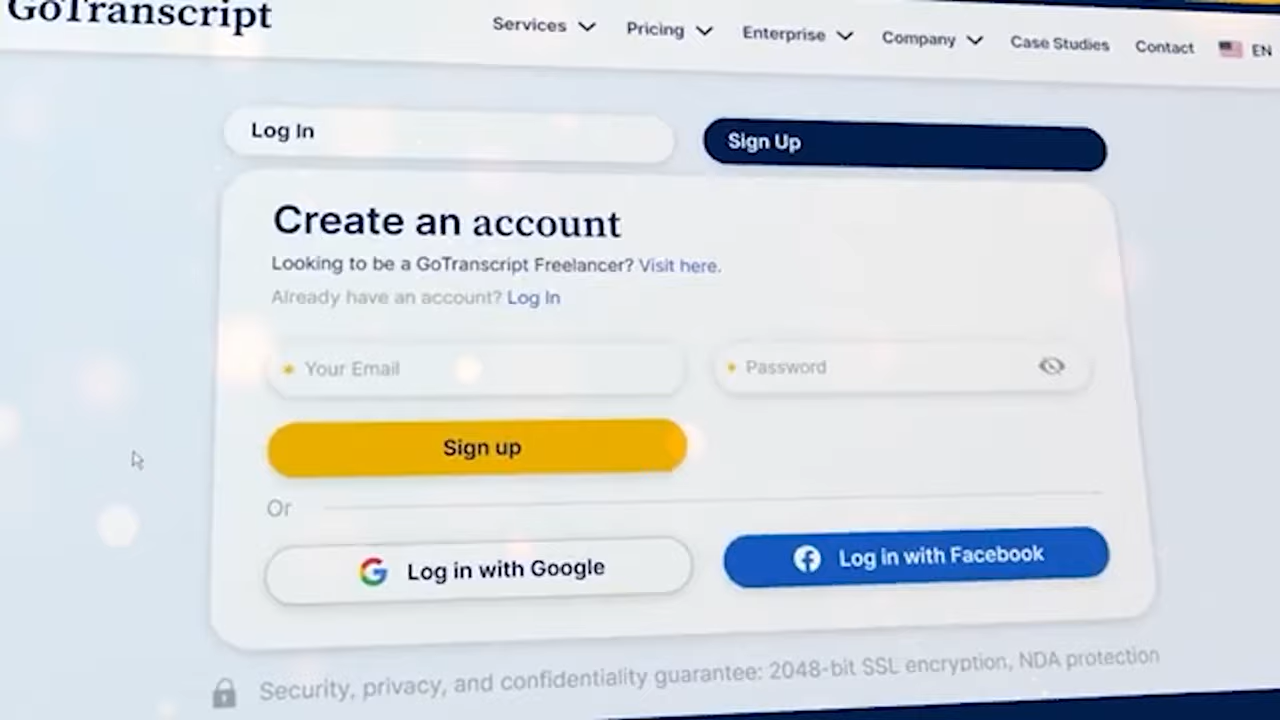 GoTranscript
Services Pricing Enterprise Company Case Studies Contact EN
Log In Sign Up
Create an account
Looking to be a GoTranscript Freelancer? Visit here.
Already have an account? Log In
Your Email Password
Sign up
Or
Log in with Google Log in with Facebook
Security, privacy, and confidentiality guarantee: 2048-bit SSL encryption, NDA protection